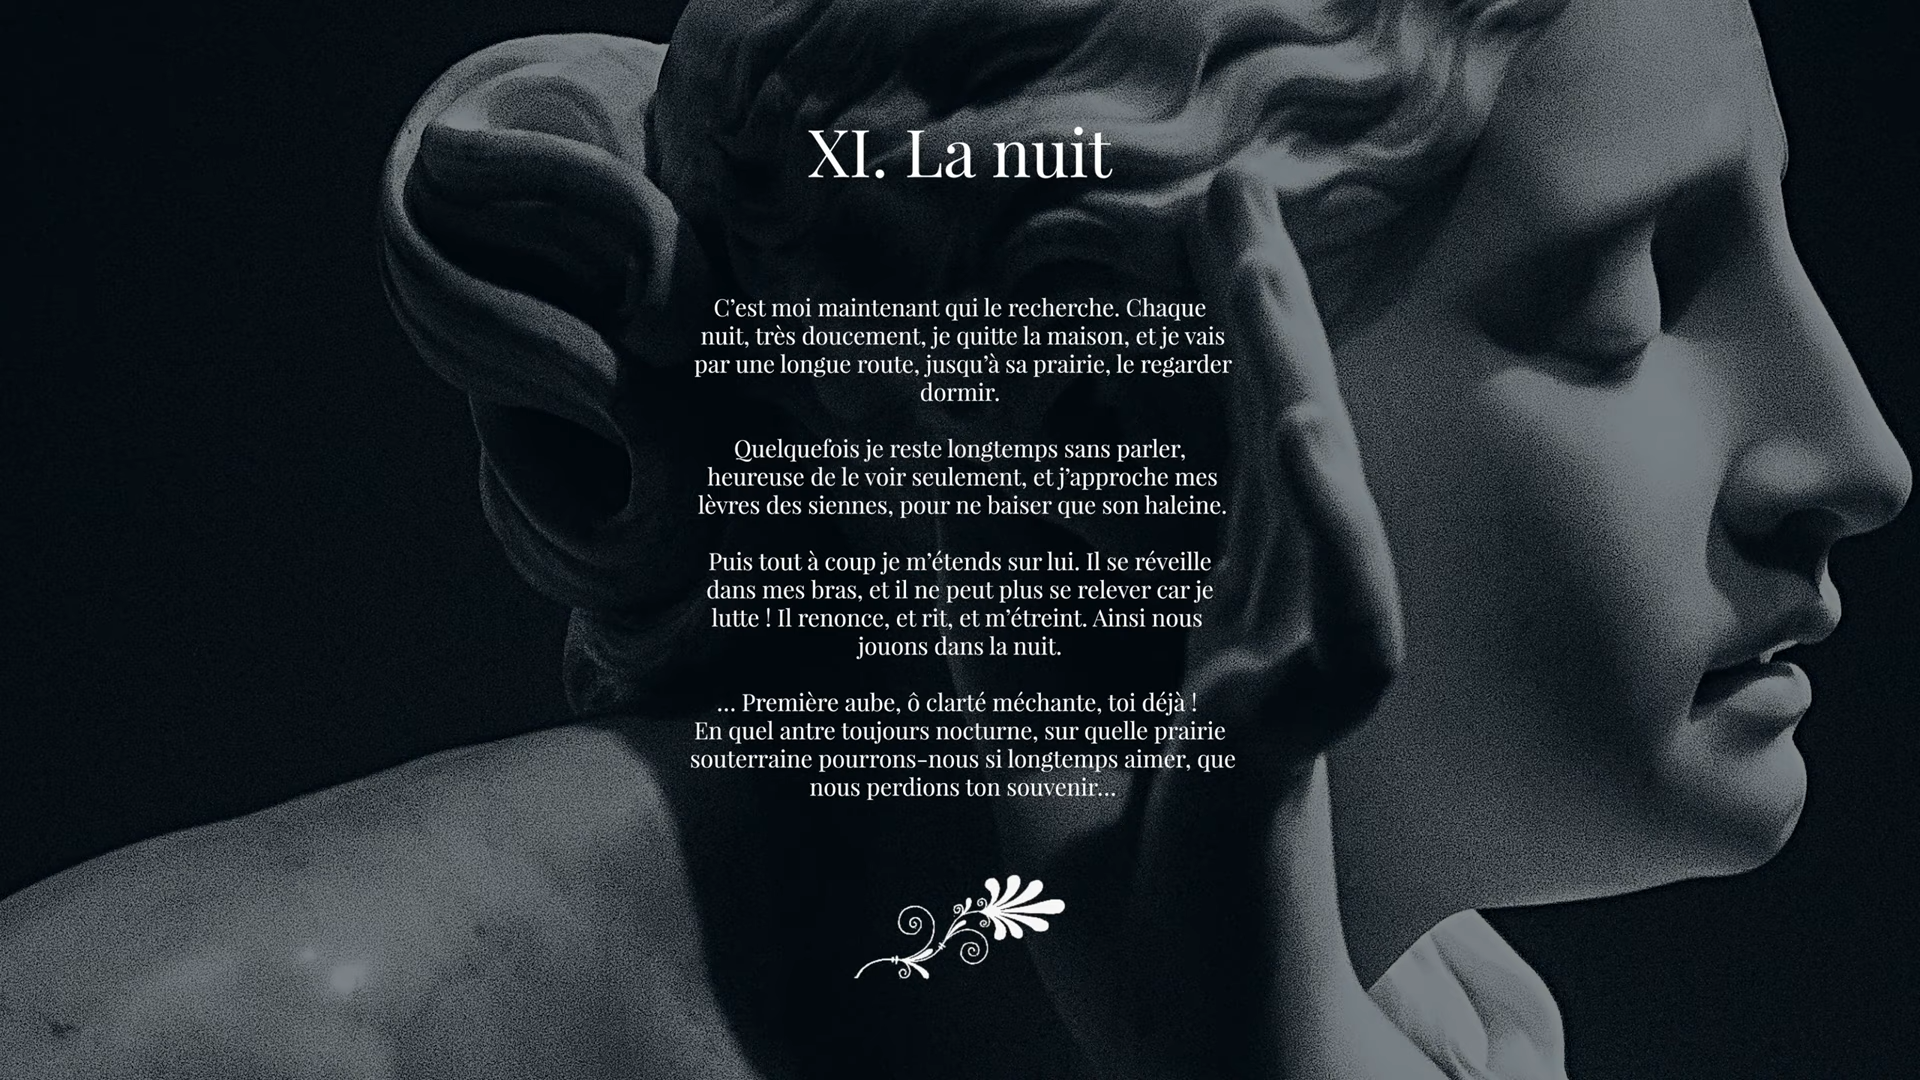 XI. La nuit
C’est moi maintenant qui le recherche. Chaque
nuit, très doucement, je quitte la maison, et je vais
par une longue route, jusqu’à sa prairie, le regarder
dormir.
Quelquefois je reste longtemps sans parler,
heureuse de le voir seulement, et j’approche mes
lèvres des siennes, pour ne baiser que son haleine.
Puis tout à coup je m’étends sur lui. Il se réveille
dans mes bras, et il ne peut plus se relever car je
lutte ! Il renonce, et rit, et m’étreint. Ainsi nous
jouons dans la nuit.
... Première aube, ô clarté méchante, toi déjà !
En quel antre toujours nocturne, sur quelle prairie
souterraine pourrons-nous si longtemps aimer, que
nous perdions ton souvenir...